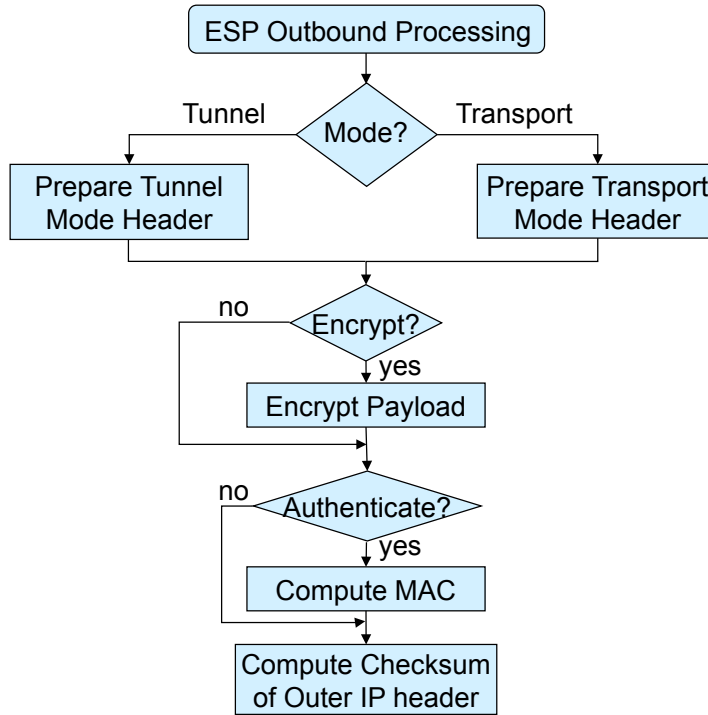 ESP Outbound Processing
Tunnel
Mode?
Transport
Prepare Tunnel
Mode Header
Prepare Transport
Mode Header
no
Encrypt?
yes
Encrypt Payload
no
Authenticate?
yes
Compute MAC
Compute Checksum
of Outer IP header